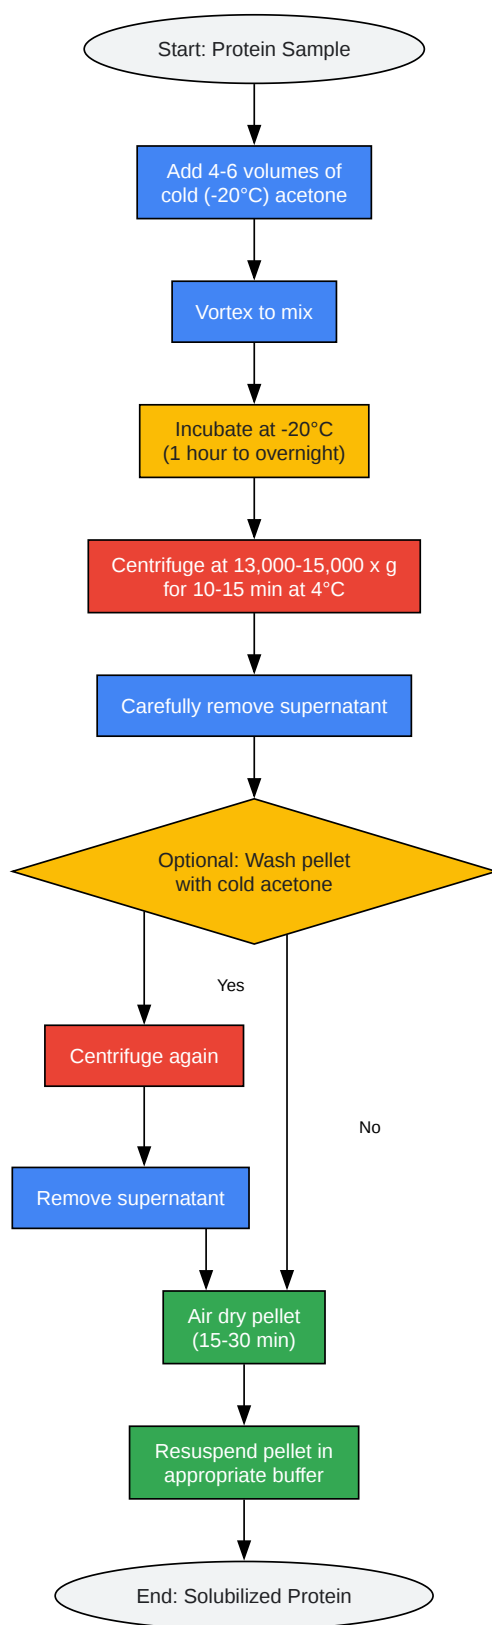 Start: Protein Sample
Add 4-6 volumes of
cold (-20°C) acetone
Vortex to mix
Incubate at -20°C
(1 hour to overnight)
Centrifuge at 13,000-15,000 x g
for 10-15 min at 4°C
Carefully remove supernatant
Optional: Wash pellet
with cold acetone
Yes
Centrifuge again
No
Remove supernatant
Air dry pellet
(15-30 min)
Resuspend pellet in
appropriate buffer
End: Solubilized Protein